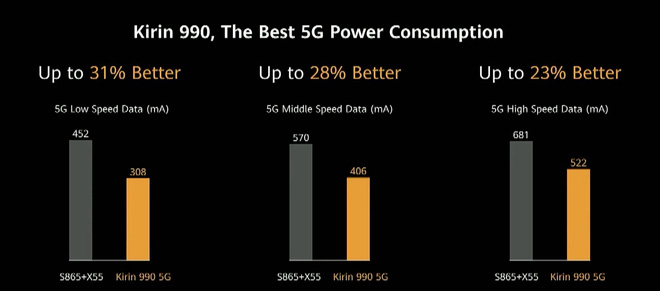 Kirin 990, The Best 5G Power Consumption
Up to 31% Better
5G Low Speed Data (mA)
452
308
S865+X55
Kirin 990 5G
Up to 28% Better
5G Middle Speed Data (mA)
570
406
S865+X55
Kirin 990 5G
Up to 23% Better
5G High Speed Data (mA)
681
522
S865+X55
Kirin 990 5G